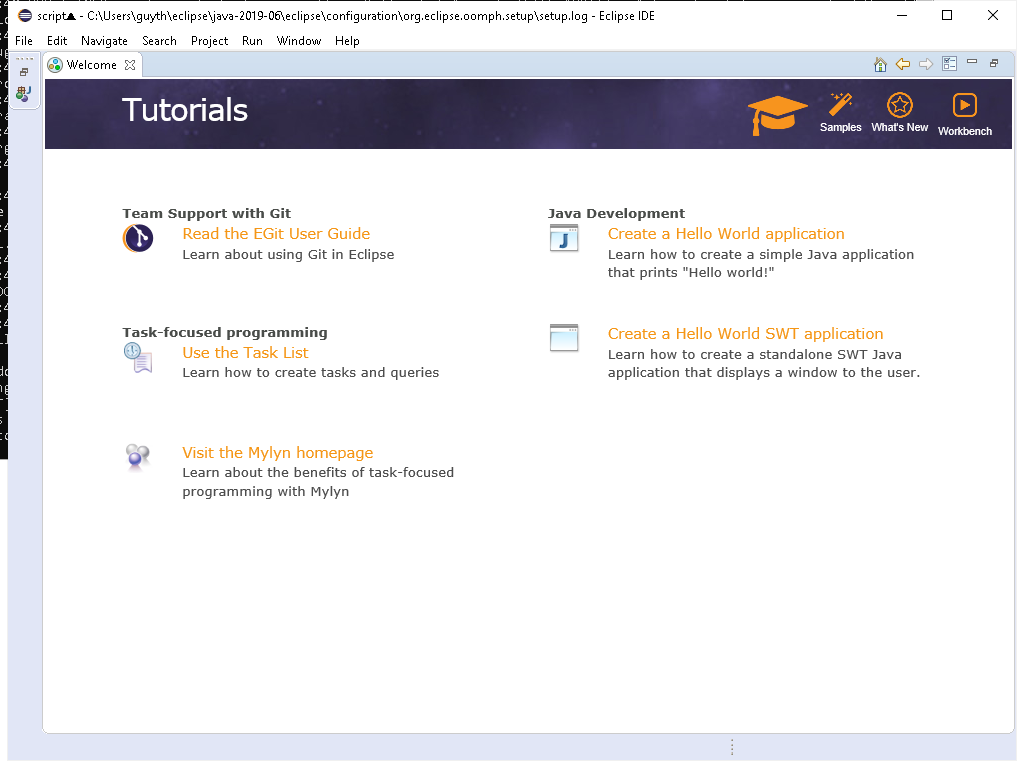 script▲ - C:\Users\guyth\eclipse\java-2019-06\eclipse\configuration\org.eclipse.oomph.setup\setup.log - Eclipse IDE
File Edit Navigate Search Project Run Window Help
Welcome
Tutorials
Samples What's New Workbench
Team Support with Git
Read the EGit User Guide
Learn about using Git in Eclipse
Task-focused programming
Use the Task List
Learn how to create tasks and queries
Visit the Mylyn homepage
Learn about the benefits of task-focused
programming with Mylyn
Java Development
Create a Hello World application
Learn how to create a simple Java application
that prints "Hello world!"
Create a Hello World SWT application
Learn how to create a standalone SWT Java
application that displays a window to the user.